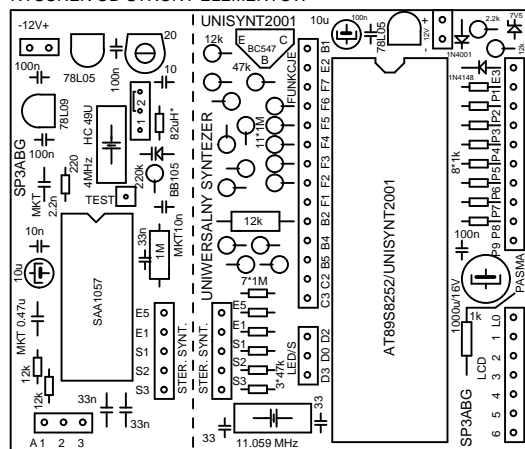 -12V+
100n
78L05
100n
20
10
78L09
100n
HC 49U
4MHz
2
1
82uH*
220k
BB105
SP3ABG
MKT
2.2n
220
TEST
10n
10u
SAA1057
33n
1M
MKT10n
MKT 0.47u
12k
12k
33n
33n
A 1 2 3
E5
E1
S1
S2
S3
STER. SYNT.
UNISYNT2001
UNIWERSALNY SYNTEZER
12k
E
C
BC547
B
47k
11*1M
12k
7*1M
E5
E1
S1
S2
S3
STER. SYNT.
3*47k
33
11.059 MHz
33
10u
100n
FUNKCJE
B1
E2
F6
F7
F5
F4
F3
F2
F1
B2
B4
B5
C2
C3
LED/S
D2
D0
D3
AT89S8252/UNISYNT2001
78L05
+
-
1N4001
2.2k
7V5
12k
1N4148
E3
P1
P2
P3
P4
P5
P6
P7
P8
P9
8*1k
100n
1000u/16V
PASMA
1k
SP3ABG
LCD
L0
1
2
3
4
5
6